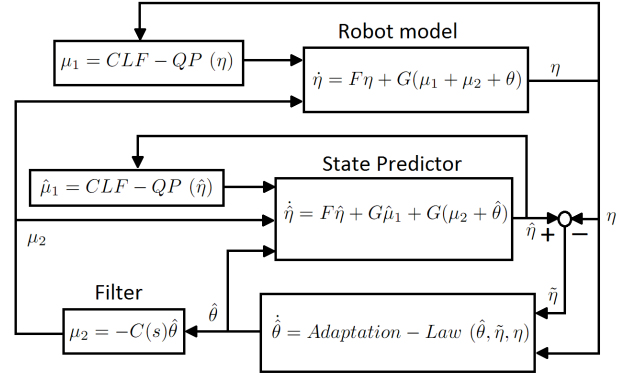 Robot model
μ₁ = CLF − QP (η)
η̇ = Fη + G(μ₁ + μ₂ + θ)
η
State Predictor
μ̂₁ = CLF − QP (η̂)
η̂̇ = Fη̂ + Gμ̂₁ + G(μ₂ + θ̂)
η̂ + −
η
μ₂
η̃
Filter
θ̂
μ₂ = −C(s)θ̂
θ̂̇ = Adaptation − Law (θ̂, η̃, η)